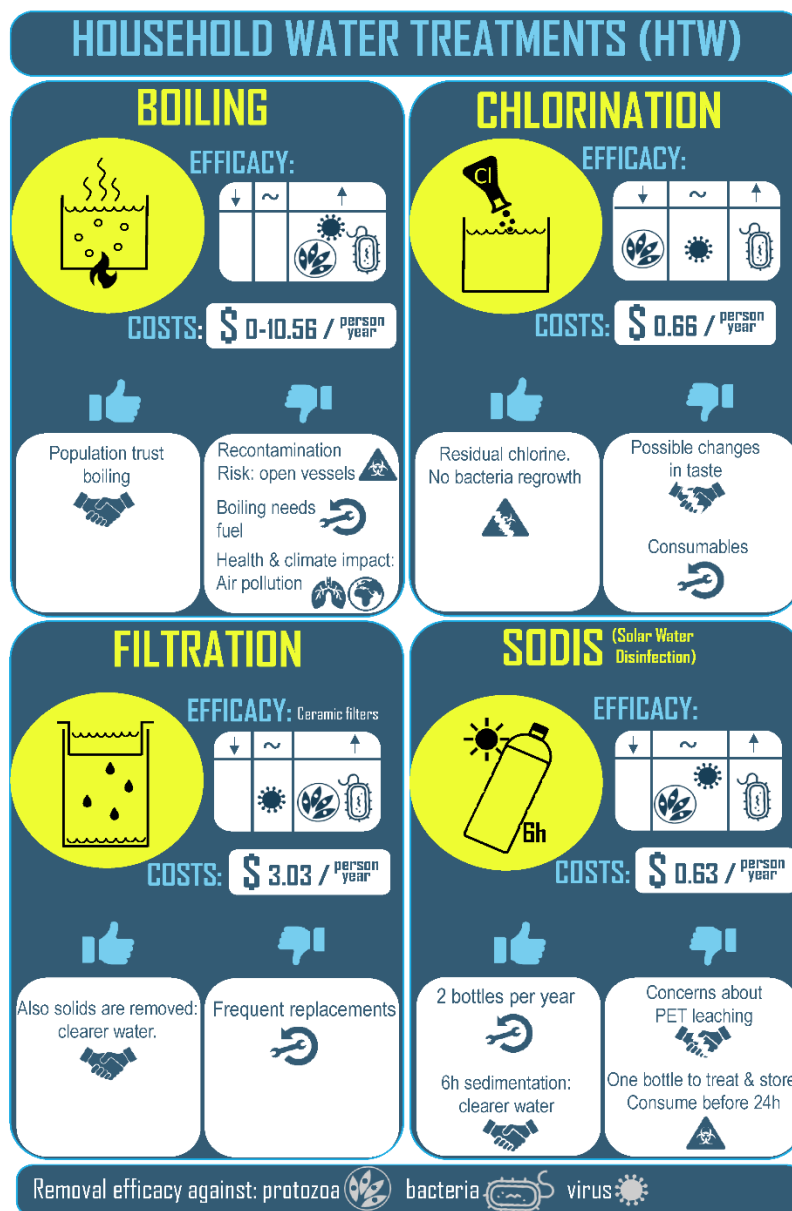 HOUSEHOLD WATER TREATMENTS (HTW)
BOILING
EFFICACY:
↓ ~ ↑
COSTS: $ 0-10.56 / person year
Population trust
boiling
Recontamination
Risk: open vessels
Boiling needs
fuel
Health & climate impact:
Air pollution
CHLORINATION
Cl
EFFICACY:
↓ ~ ↑
COSTS: $ 0.66 / person year
Residual chlorine.
No bacteria regrowth
Possible changes
in taste
Consumables
FILTRATION
EFFICACY: Ceramic filters
↓ ~ ↑
COSTS: $ 3.03 / person year
Also solids are removed:
clearer water.
Frequent replacements
SODIS (Solar Water
Disinfection)
EFFICACY:
6h
↓ ~ ↑
COSTS: $ 0.63 / person year
2 bottles per year
6h sedimentation:
clearer water
Concerns about
PET leaching
One bottle to treat & store
Consume before 24h
Removal efficacy against: protozoa bacteria virus